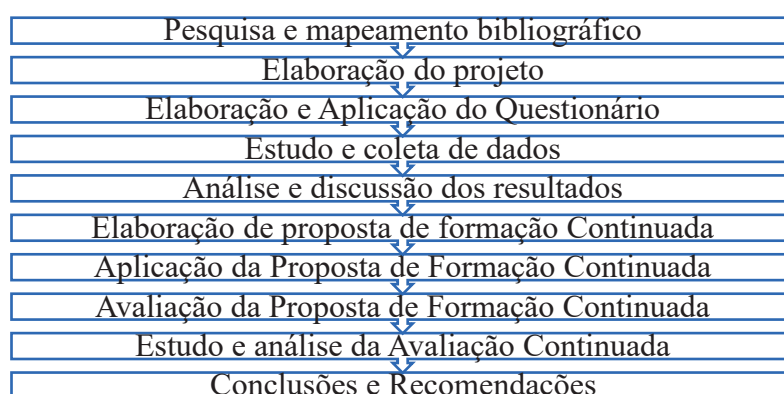 Pesquisa e mapeamento bibliográfico
Elaboração do projeto
Elaboração e Aplicação do Questionário
Estudo e coleta de dados
Análise e discussão dos resultados
Elaboração de proposta de formação Continuada
Aplicação da Proposta de Formação Continuada
Avaliação da Proposta de Formação Continuada
Estudo e análise da Avaliação Continuada
Conclusões e Recomendações